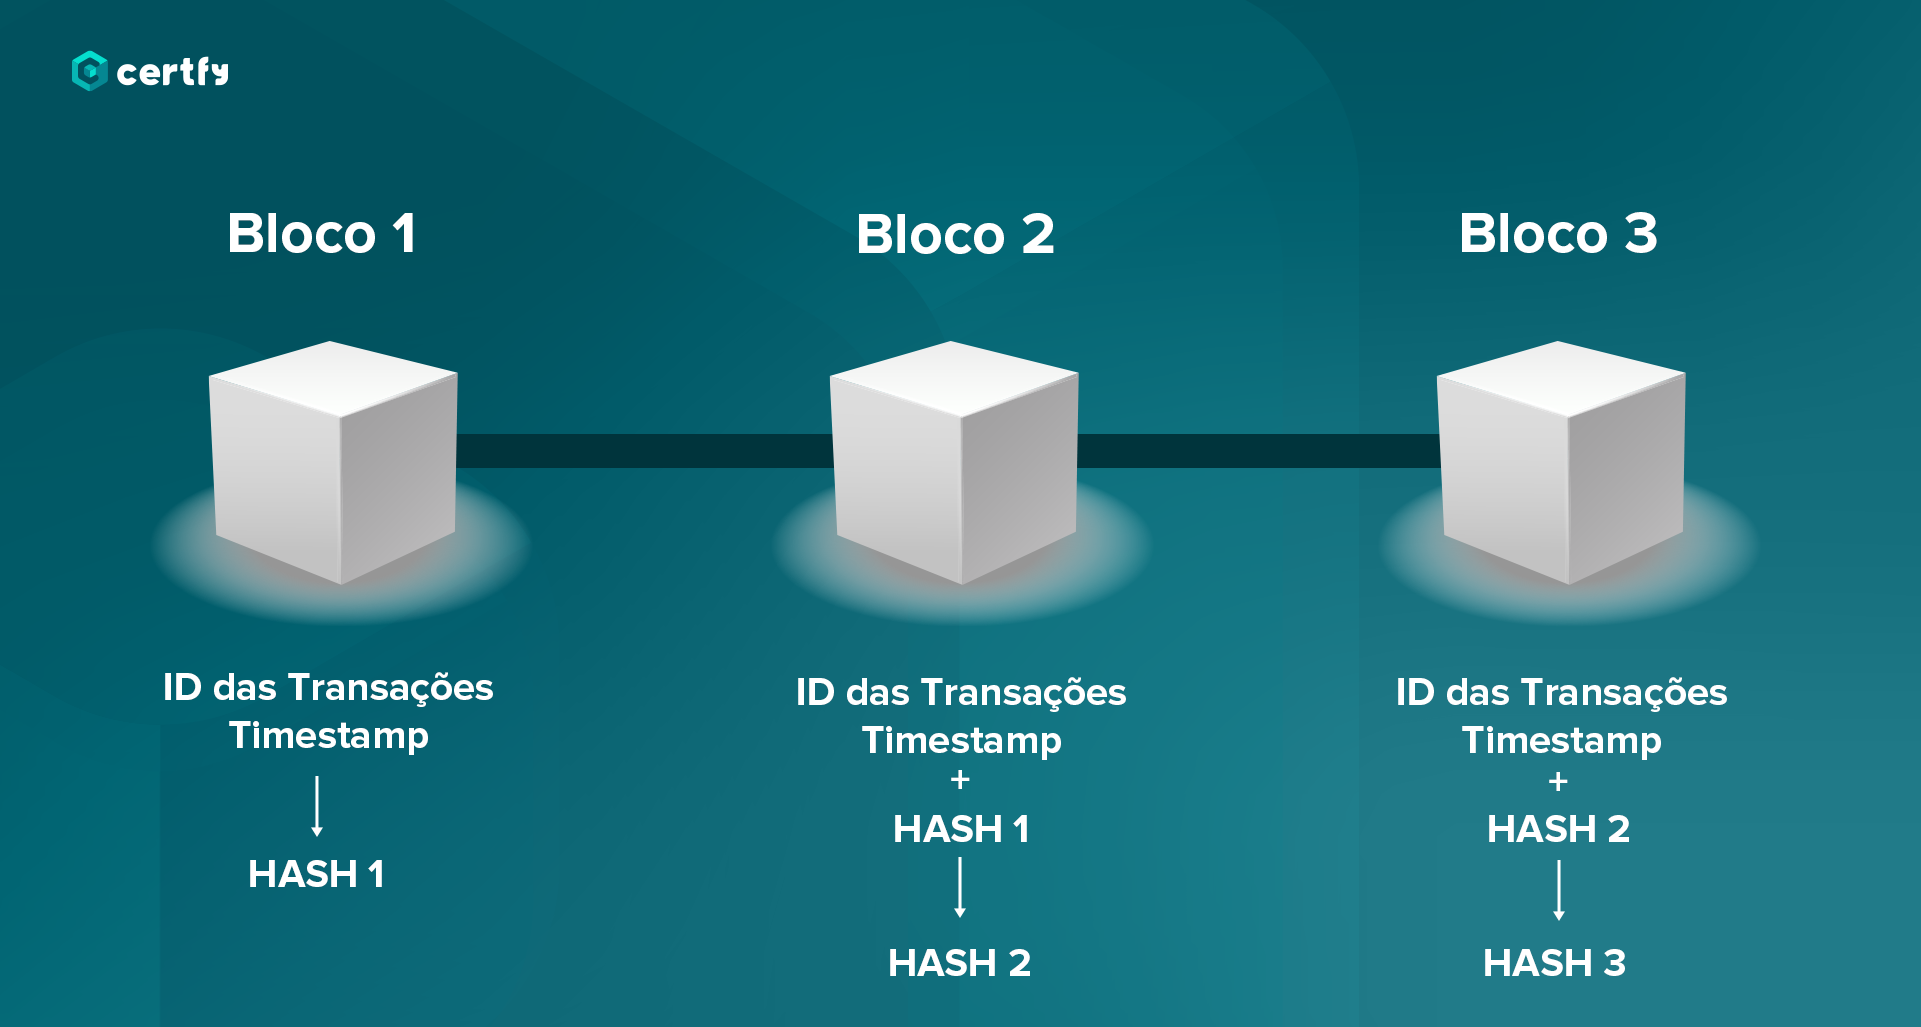 certfy
Bloco 1
Bloco 2
Bloco 3
ID das Transações
Timestamp
HASH 1
ID das Transações
Timestamp
+
HASH 1
HASH 2
ID das Transações
Timestamp
+
HASH 2
HASH 3